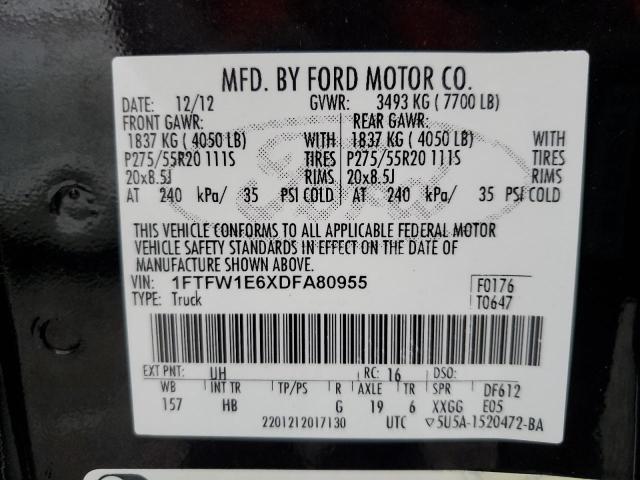 MFD. BY FORD MOTOR CO.
DATE: 12/12 GVWR: 3493 KG ( 7700 LB)
FRONT GAWR: REAR GAWR:
1837 KG ( 4050 LB) WITH 1837 KG ( 4050 LB) WITH
P275/55R20 111S TIRES P275/55R20 111S TIRES
20x8.5J RIMS 20x8.5J RIMS
AT 240 kPa/ 35 PSI COLD AT 240 kPa/ 35 PSI COLD
THIS VEHICLE CONFORMS TO ALL APPLICABLE FEDERAL MOTOR
VEHICLE SAFETY STANDARDS IN EFFECT ON THE DATE OF
MANUFACTURE SHOWN ABOVE.
VIN: 1FTFW1E6XDFA80955 F0176
TYPE: Truck T0647
EXT PNT: UH RC: 16 DSO:
WB INT TR TP/PS R AXLE TR SPR DF612
157 HB G 19 6 XXGG E05
2201212017130 UTC ▽5U5A-1520472-BA